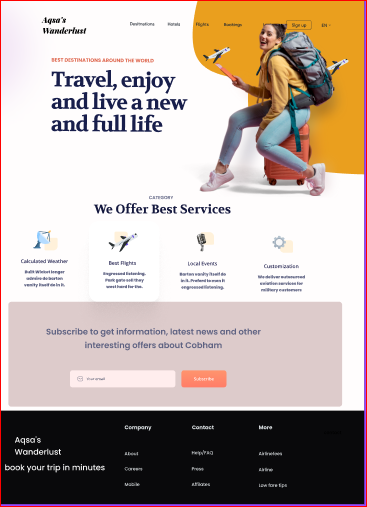 Aqsa's
Wanderlust
Destinations
Hotels
Flights
Bookings
Sign up
EN
BEST DESTINATIONS AROUND THE WORLD
Travel, enjoy
and live a new
and full life
CATEGORY
We Offer Best Services
Calculated Weather
Built Wicket longer
admire do barton
vanity itself do in it.
Best Flights
Engrossed listening.
Park gate sell they
west hard for the.
Local Events
Barton vanity itself do
in it. Preferd to men it
engrossed listening.
Customization
We deliver outsourced
aviation services for
military customers
Subscribe to get information, latest news and other
interesting offers about Cobham
Your email
Subscribe
Aqsa's
Wanderlust
book your trip in minutes
Company
About
Careers
Mobile
Contact
Help/FAQ
Press
Affilates
More
Airlinefees
Airline
Low fare tips